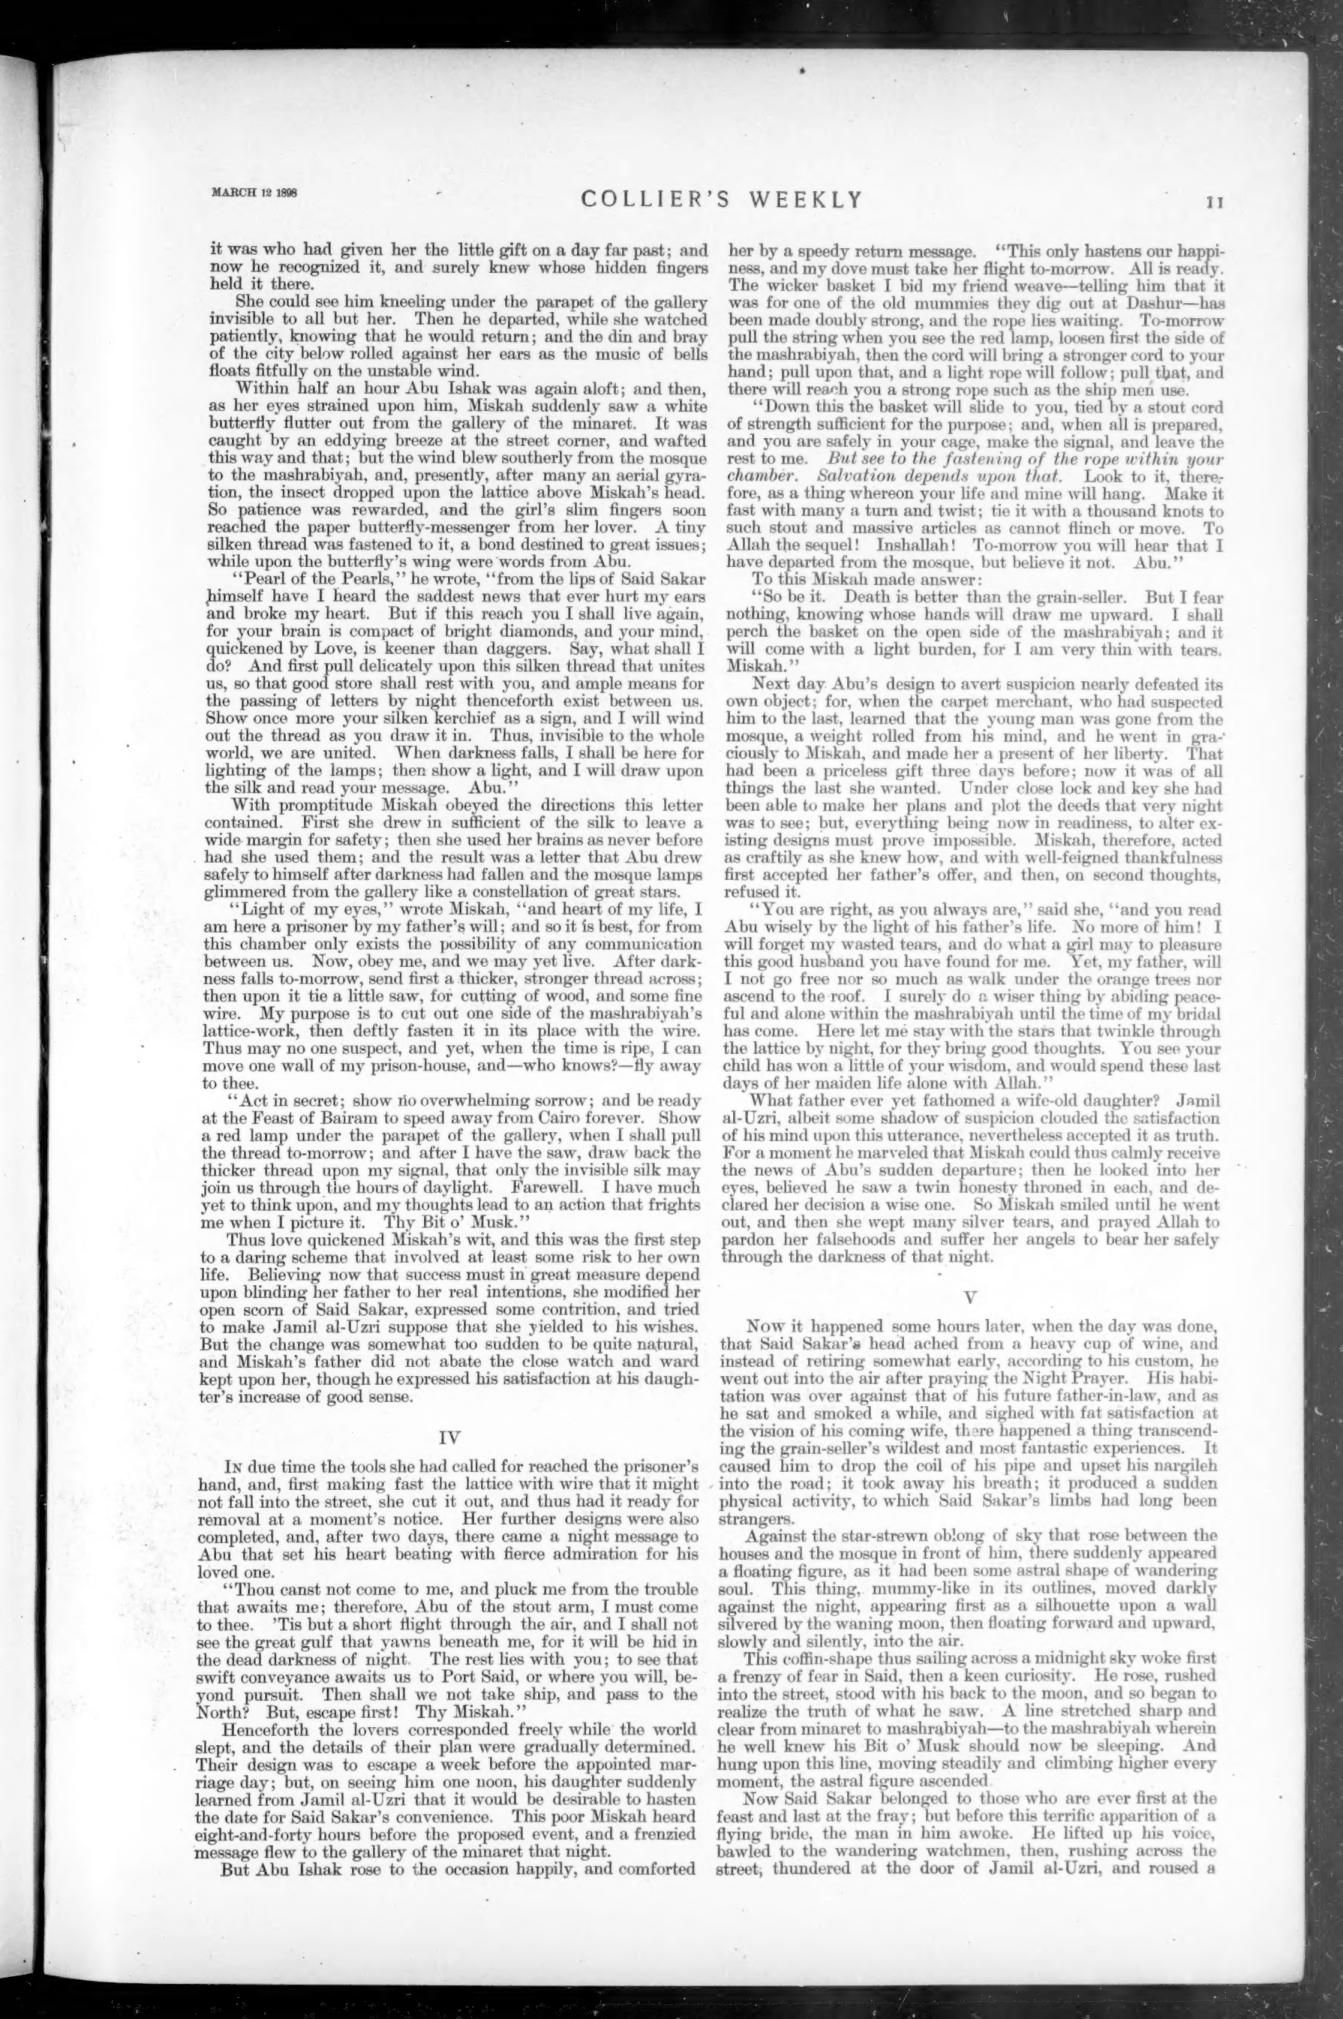 MARCH 12 1898
COLLIER'S WEEKLY
11
it was who had given her the little gift on a day far past; and
now he recognized it, and surely knew whose hidden fingers
held it there.
She could see him kneeling under the parapet of the gallery
invisible to all but her. Then he departed, while she watched
patiently, knowing that he would return; and the din and bray
of the city below rolled against her ears as the music of bells
floats fitfully on the unstable wind.
Within half an hour Abu Ishak was again aloft; and then,
as her eyes strained upon him, Miskah suddenly saw a white
butterfly flutter out from the gallery of the minaret. It was
caught by an eddying breeze at the street corner, and wafted
this way and that; but the wind blew southerly from the mosque
to the mashrabiyah, and, presently, after many an aerial gyra-
tion, the insect dropped upon the lattice above Miskah's head.
So patience was rewarded, and the girl's slim fingers soon
reached the paper butterfly-messenger from her lover. A tiny
silken thread was fastened to it, a bond destined to great issues;
while upon the butterfly's wing were words from Abu.
"Pearl of the Pearls," he wrote, "from the lips of Said Sakar
himself have I heard the saddest news that ever hurt my ears
and broke my heart. But if this reach you I shall live again,
for your brain is compact of bright diamonds, and your mind,
quickened by Love, is keener than daggers. Say, what shall I
do? And first pull delicately upon this silken thread that unites
us, so that good store shall rest with you, and ample means for
the passing of letters by night thenceforth exist between us.
Show once more your silken kerchief as a sign, and I will wind
out the thread as you draw it in. Thus, invisible to the whole
world, we are united. When darkness falls, I shall be here for
lighting of the lamps; then show a light, and I will draw upon
the silk and read your message. Abu."
With promptitude Miskah obeyed the directions this letter
contained. First she drew in sufficient of the silk to leave a
wide margin for safety; then she used her brains as never before
had she used them; and the result was a letter that Abu drew
safely to himself after darkness had fallen and the mosque lamps
glimmered from the gallery like a constellation of great stars.
"Light of my eyes," wrote Miskah, "and heart of my life, I
am here a prisoner by my father's will; and so it is best, for from
this chamber only exists the possibility of any communication
between us. Now, obey me, and we may yet live. After dark-
ness falls to-morrow, send first a thicker, stronger thread across;
then upon it tie a little saw, for cutting of wood, and some fine
wire. My purpose is to cut out one side of the mashrabiyah's
lattice-work, then deftly fasten it in its place with the wire.
Thus may no one suspect, and yet, when the time is ripe, I can
move one wall of my prison-house, and—who knows?—fly away
to thee.
"Act in secret; show no overwhelming sorrow; and be ready
at the Feast of Bairam to speed away from Cairo forever. Show
a red lamp under the parapet of the gallery, when I shall pull
the thread to-morrow; and after I have the saw, draw back the
thicker thread upon my signal, that only the invisible silk may
join us through the hours of daylight. Farewell. I have much
yet to think upon, and my thoughts lead to an action that frights
me when I picture it. Thy Bit o' Musk."
Thus love quickened Miskah's wit, and this was the first step
to a daring scheme that involved at least some risk to her own
life. Believing now that success must in great measure depend
upon blinding her father to her real intentions, she modified her
open scorn of Said Sakar, expressed some contrition, and tried
to make Jamil al-Uzri suppose that she yielded to his wishes.
But the change was somewhat too sudden to be quite natural,
and Miskah's father did not abate the close watch and ward
kept upon her, though he expressed his satisfaction at his daugh-
ter's increase of good sense.
IV
IN due time the tools she had called for reached the prisoner's
hand, and, first making fast the lattice with wire that it might
not fall into the street, she cut it out, and thus had it ready for
removal at a moment's notice. Her further designs were also
completed, and, after two days, there came a night message to
Abu that set his heart beating with fierce admiration for his
loved one.
"Thou canst not come to me, and pluck me from the trouble
that awaits me; therefore, Abu of the stout arm, I must come
to thee. 'Tis but a short flight through the air, and I shall not
see the great gulf that yawns beneath me, for it will be hid in
the dead darkness of night. The rest lies with you; to see that
swift conveyance awaits us to Port Said, or where you will, be-
yond pursuit. Then shall we not take ship, and pass to the
North? But, escape first! Thy Miskah."
Henceforth the lovers corresponded freely while the world
slept, and the details of their plan were gradually determined.
Their design was to escape a week before the appointed mar-
riage day; but, on seeing him one noon, his daughter suddenly
learned from Jamil al-Uzri that it would be desirable to hasten
the date for Said Sakar's convenience. This poor Miskah heard
eight-and-forty hours before the proposed event, and a frenzied
message flew to the gallery of the minaret that night.
But Abu Ishak rose to the occasion happily, and comforted
her by a speedy return message. "This only hastens our happi-
ness, and my dove must take her flight to-morrow. All is ready.
The wicker basket I bid my friend weave—telling him that it
was for one of the old mummies they dig out at Dashur—has
been made doubly strong, and the rope lies waiting. To-morrow
pull the string when you see the red lamp, loosen first the side of
the mashrabiyah, then the cord will bring a stronger cord to your
hand; pull upon that, and a light rope will follow; pull that, and
there will reach you a strong rope such as the ship men use.
"Down this the basket will slide to you, tied by a stout cord
of strength sufficient for the purpose; and, when all is prepared,
and you are safely in your cage, make the signal, and leave the
rest to me. But see to the fastening of the rope within your
chamber. Salvation depends upon that. Look to it, there-
fore, as a thing whereon your life and mine will hang. Make it
fast with many a turn and twist; tie it with a thousand knots to
such stout and massive articles as cannot flinch or move. To
Allah the sequel! Inshallah! To-morrow you will hear that I
have departed from the mosque, but believe it not. Abu."
To this Miskah made answer:
"So be it. Death is better than the grain-seller. But I fear
nothing, knowing whose hands will draw me upward. I shall
perch the basket on the open side of the mashrabiyah; and it
will come with a light burden, for I am very thin with tears.
Miskah."
Next day Abu's design to avert suspicion nearly defeated its
own object; for, when the carpet merchant, who had suspected
him to the last, learned that the young man was gone from the
mosque, a weight rolled from his mind, and he went in gra-
ciously to Miskah, and made her a present of her liberty. That
had been a priceless gift three days before; now it was of all
things the last she wanted. Under close lock and key she had
been able to make her plans and plot the deeds that very night
was to see; but, everything being now in readiness, to alter ex-
isting designs must prove impossible. Miskah, therefore, acted
as craftily as she knew how, and with well-feigned thankfulness
first accepted her father's offer, and then, on second thoughts,
refused it.
"You are right, as you always are," said she, "and you read
Abu wisely by the light of his father's life. No more of him! I
will forget my wasted tears, and do what a girl may to pleasure
this good husband you have found for me. Yet, my father, will
I not go free nor so much as walk under the orange trees nor
ascend to the roof. I surely do a wiser thing by abiding peace-
ful and alone within the mashrabiyah until the time of my bridal
has come. Here let me stay with the stars that twinkle through
the lattice by night, for they bring good thoughts. You see your
child has won a little of your wisdom, and would spend these last
days of her maiden life alone with Allah."
What father ever yet fathomed a wife-old daughter? Jamil
al-Uzri, albeit some shadow of suspicion clouded the satisfaction
of his mind upon this utterance, nevertheless accepted it as truth.
For a moment he marveled that Miskah could thus calmly receive
the news of Abu's sudden departure; then he looked into her
eyes, believed he saw a twin honesty throned in each, and de-
clared her decision a wise one. So Miskah smiled until he went
out, and then she wept many silver tears, and prayed Allah to
pardon her falsehoods and suffer her angels to bear her safely
through the darkness of that night.
V
NOW it happened some hours later, when the day was done,
that Said Sakar's head ached from a heavy cup of wine, and
instead of retiring somewhat early, according to his custom, he
went out into the air after praying the Night Prayer. His habi-
tation was over against that of his future father-in-law, and as
he sat and smoked a while, and sighed with fat satisfaction at
the vision of his coming wife, there happened a thing transcend-
ing the grain-seller's wildest and most fantastic experiences. It
caused him to drop the coil of his pipe and upset his nargileh
into the road; it took away his breath; it produced a sudden
physical activity, to which Said Sakar's limbs had long been
strangers.
Against the star-strewn oblong of sky that rose between the
houses and the mosque in front of him, there suddenly appeared
a floating figure, as it had been some astral shape of wandering
soul. This thing, mummy-like in its outlines, moved darkly
against the night, appearing first as a silhouette upon a wall
silvered by the waning moon, then floating forward and upward,
slowly and silently, into the air.
This coffin-shape thus sailing across a midnight sky woke first
a frenzy of fear in Said, then a keen curiosity. He rose, rushed
into the street, stood with his back to the moon, and so began to
realize the truth of what he saw. A line stretched sharp and
clear from minaret to mashrabiyah—to the mashrabiyah wherein
he well knew his Bit o' Musk should now be sleeping. And
hung upon this line, moving steadily and climbing higher every
moment, the astral figure ascended
Now Said Sakar belonged to those who are ever first at the
feast and last at the fray; but before this terrific apparition of a
flying bride, the man in him awoke. He lifted up his voice,
bawled to the wandering watchmen, then, rushing across the
street, thundered at the door of Jamil al-Uzri, and roused a